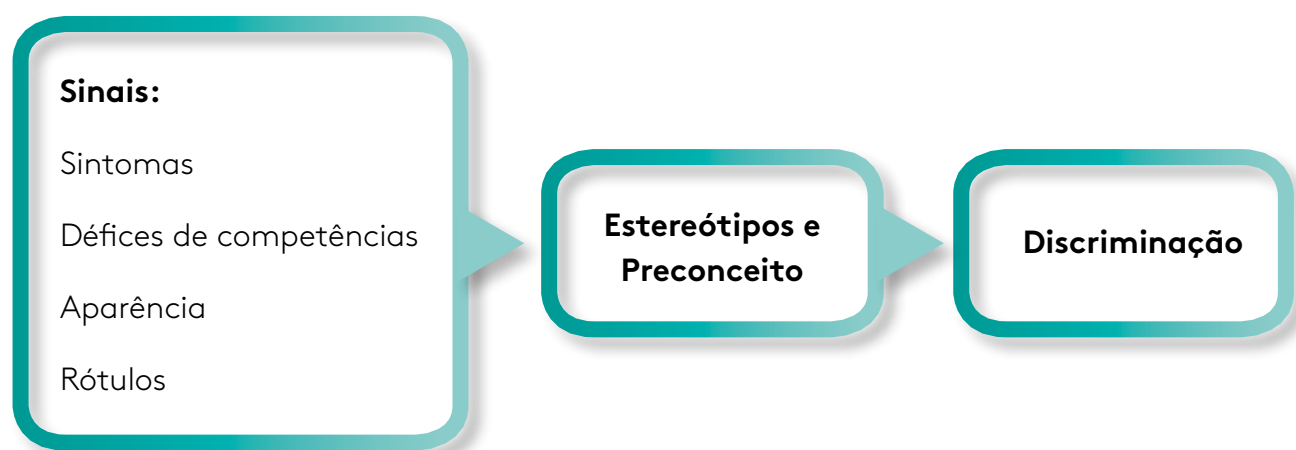 Sinais:
Sintomas
Défices de competências
Aparência
Rótulos
Estereótipos e
Preconceito
Discriminação